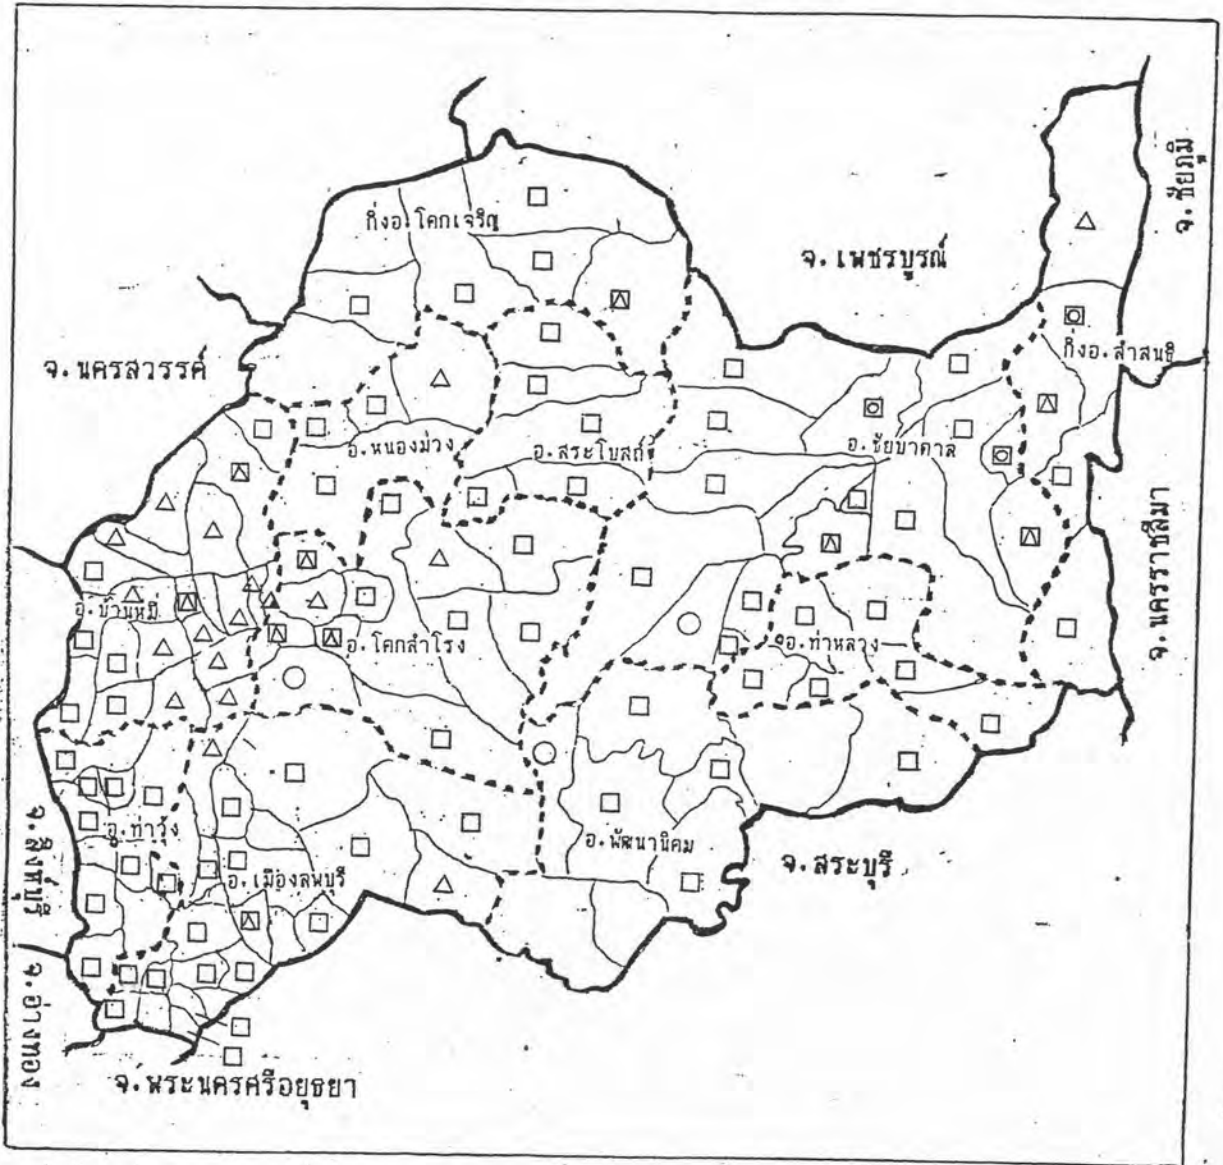 กิ่งอ.โคกเจริญ
จ.ชัยภูมิ
จ.เพชรบูรณ์
จ.นครสวรรค์
กิ่งอ.ลำสนธิ
อ.หนองม่วง
อ.สระโบสถ์
อ.ชัยบาดาล
จ.นครราชสีมา
อ.บ้านหมี่
อ.โคกสำโรง
อ.ท่าหลวง
อ.ท่าวุ้ง
อ.พัฒนานิคม
จ.สระบุรี
จ.สิงห์บุรี
อ.เมืองลพบุรี
จ.อ่างทอง
จ.พระนครศรีอยุธยา